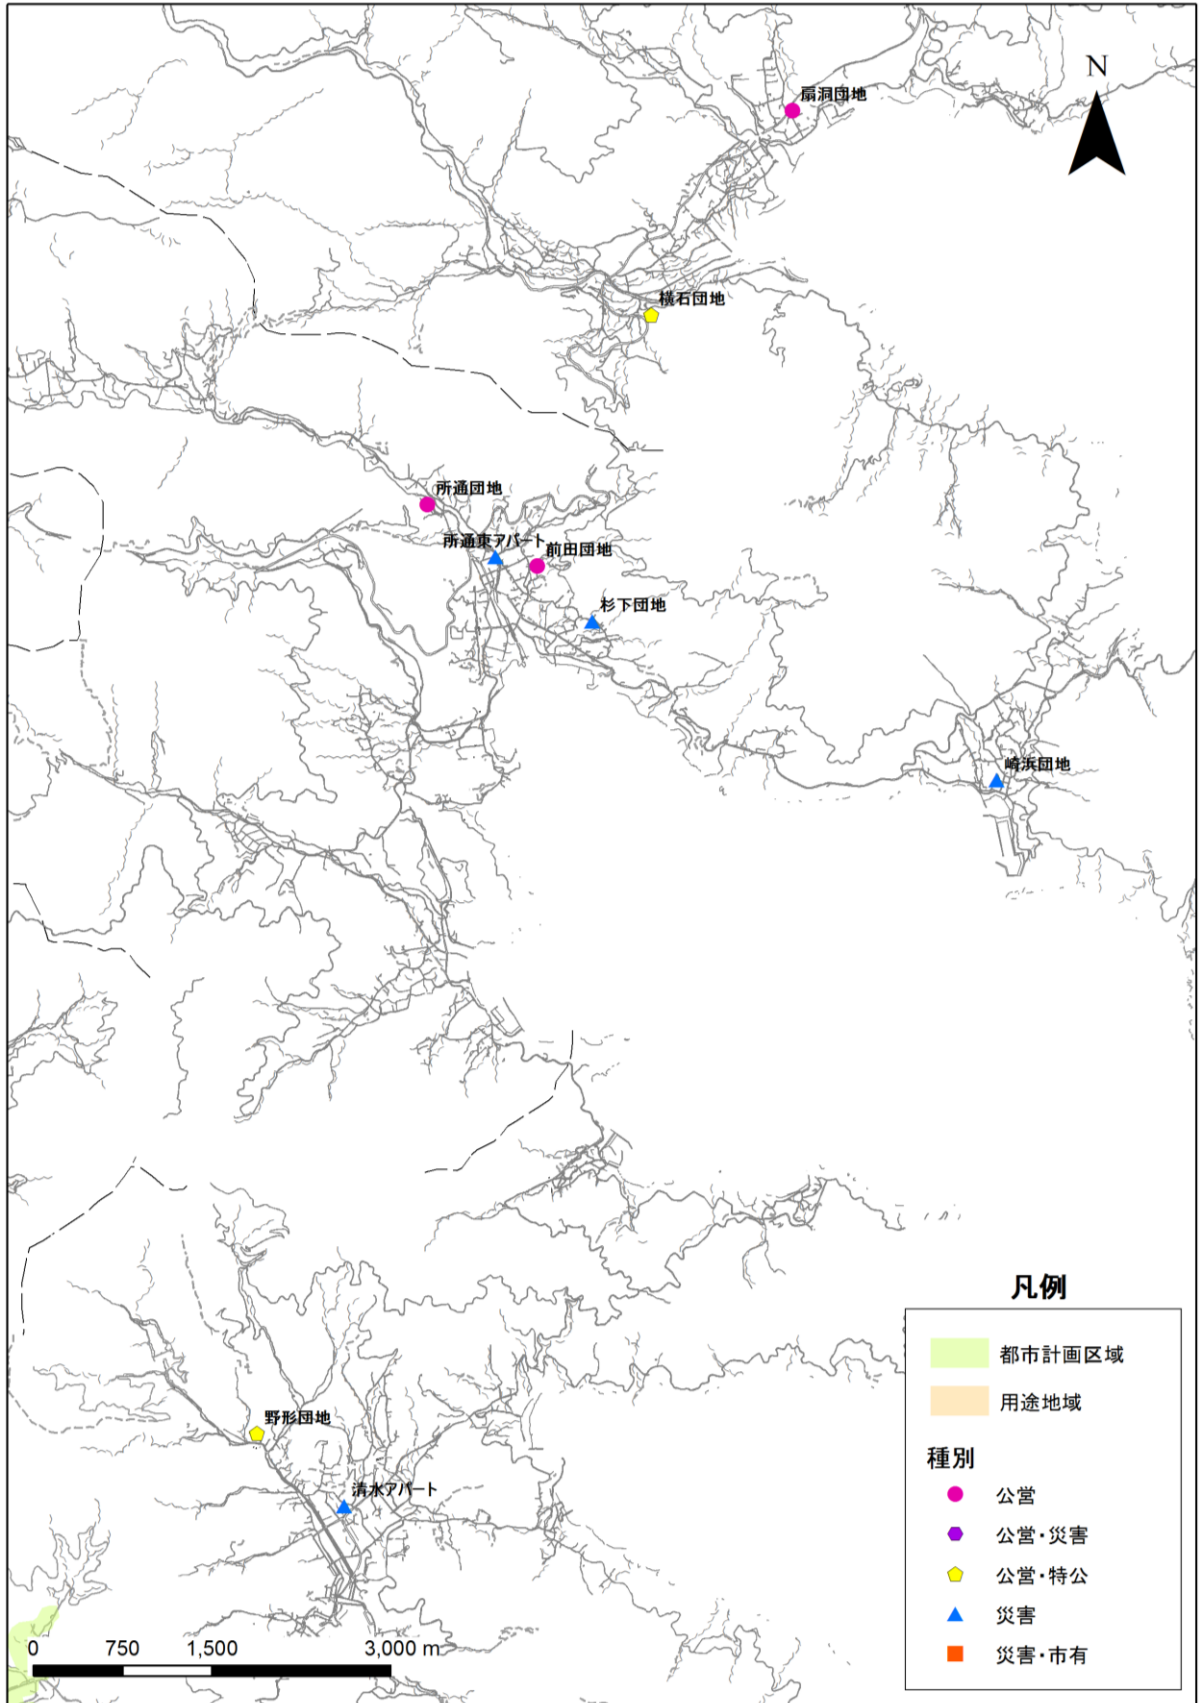 N
扇洞団地
横石団地
所通団地
所通東アパート
前田団地
杉下団地
崎浜団地
野形団地
清水アパート
凡例
都市計画区域
用途地域
種別
公営
公営・災害
公営・特公
災害
災害・市有
0 750 1,500 3,000 m